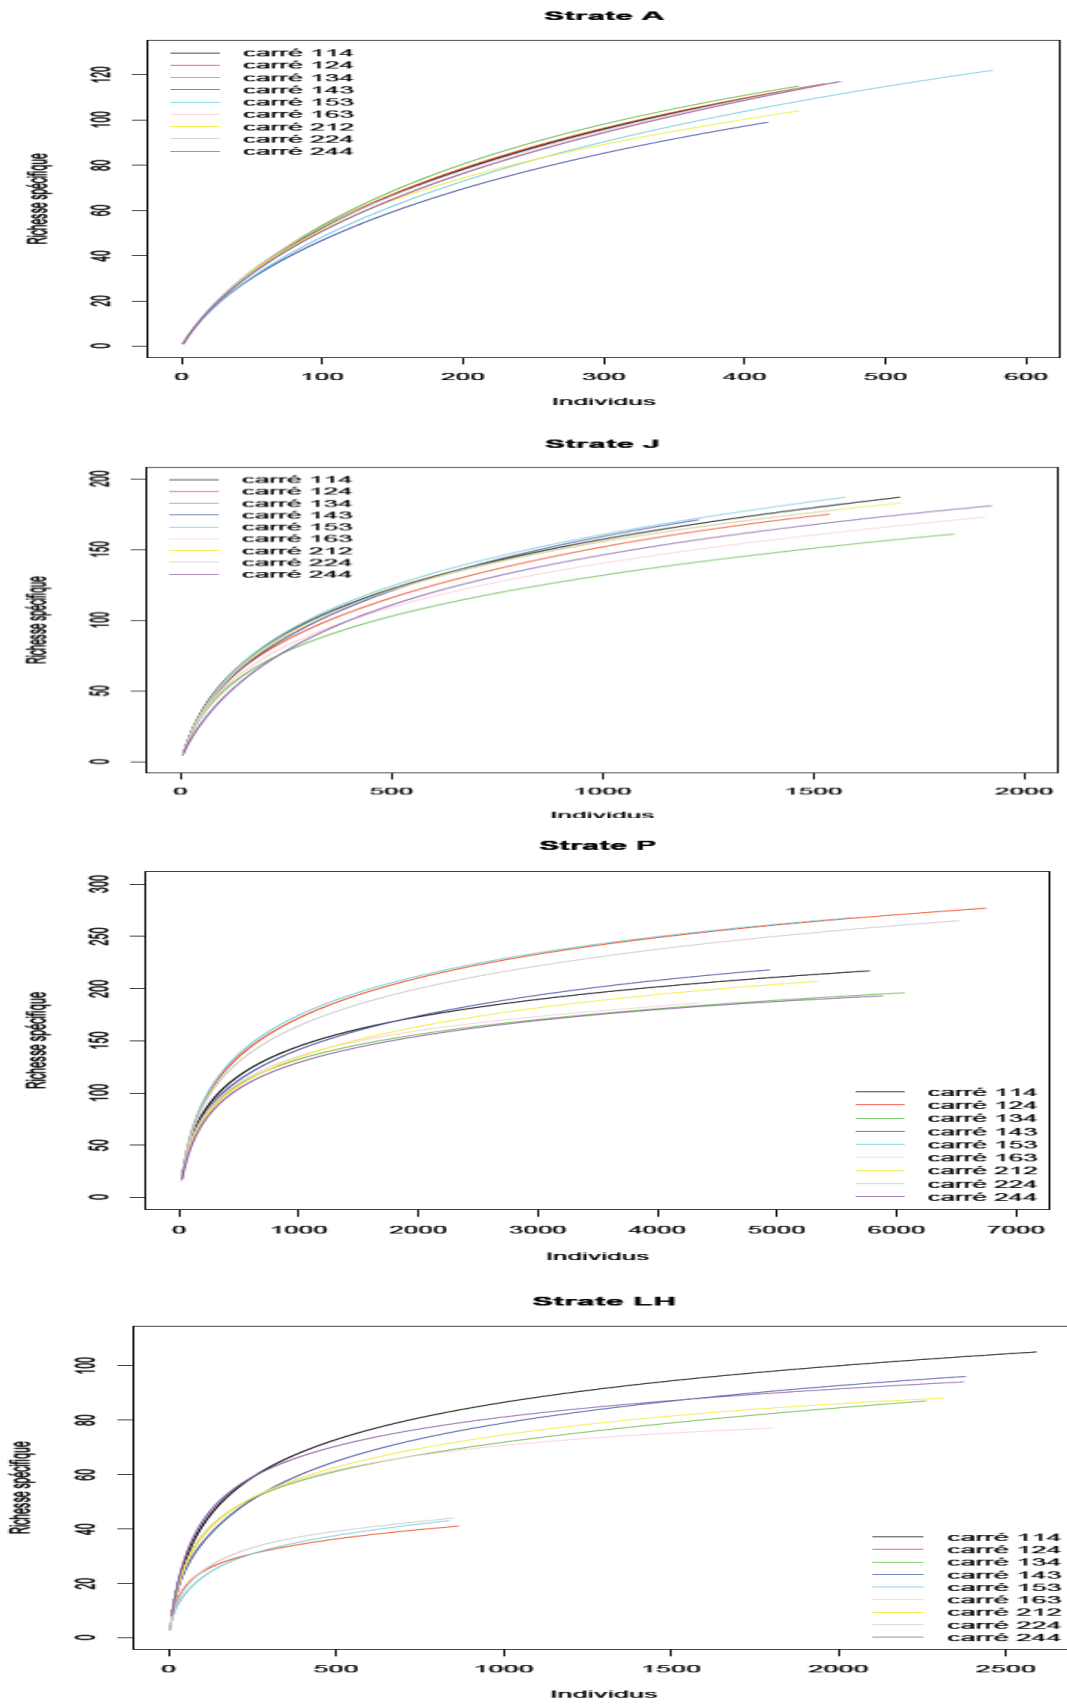 Strate A
Richesse spécifique
120
100
80
60
40
20
0
carré 114
carré 124
carré 134
carré 143
carré 153
carré 163
carré 212
carré 224
carré 244
0 100 200 300 400 500 600
Individus
Strate J
Richesse spécifique
200
150
100
50
0
carré 114
carré 124
carré 134
carré 143
carré 153
carré 163
carré 212
carré 224
carré 244
0 500 1000 1500 2000
Individus
Strate P
Richesse spécifique
300
250
200
150
100
50
0
carré 114
carré 124
carré 134
carré 143
carré 153
carré 163
carré 212
carré 224
carré 244
0 1000 2000 3000 4000 5000 6000 7000
Individus
Strate LH
Richesse spécifique
100
80
60
40
20
0
carré 114
carré 124
carré 134
carré 143
carré 153
carré 163
carré 212
carré 224
carré 244
0 500 1000 1500 2000 2500
Individus